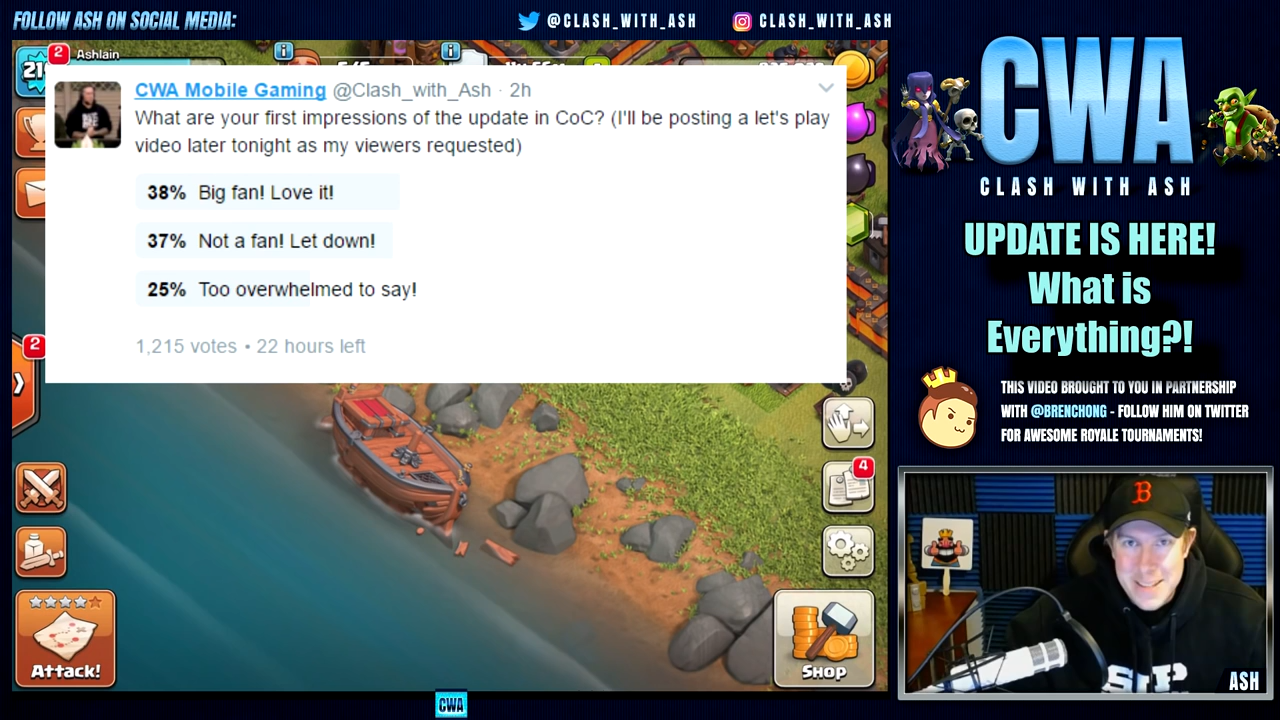 FOLLOW ASH ON SOCIAL MEDIA:
@CLASH_WITH_ASH
CLASH_WITH_ASH
2
Ashlain
CWA Mobile Gaming @Clash_with_Ash · 2h
What are your first impressions of the update in CoC? (I'll be posting a let's play
video later tonight as my viewers requested)
38% Big fan! Love it!
37% Not a fan! Let down!
25% Too overwhelmed to say!
1,215 votes • 22 hours left
2
4
Attack!
Shop
CWA
CWA
CLASH WITH ASH
UPDATE IS HERE!
What is
Everything?!
THIS VIDEO BROUGHT TO YOU IN PARTNERSHIP
WITH @BRENCHONG - FOLLOW HIM ON TWITTER
FOR AWESOME ROYALE TOURNAMENTS!
B
ASH